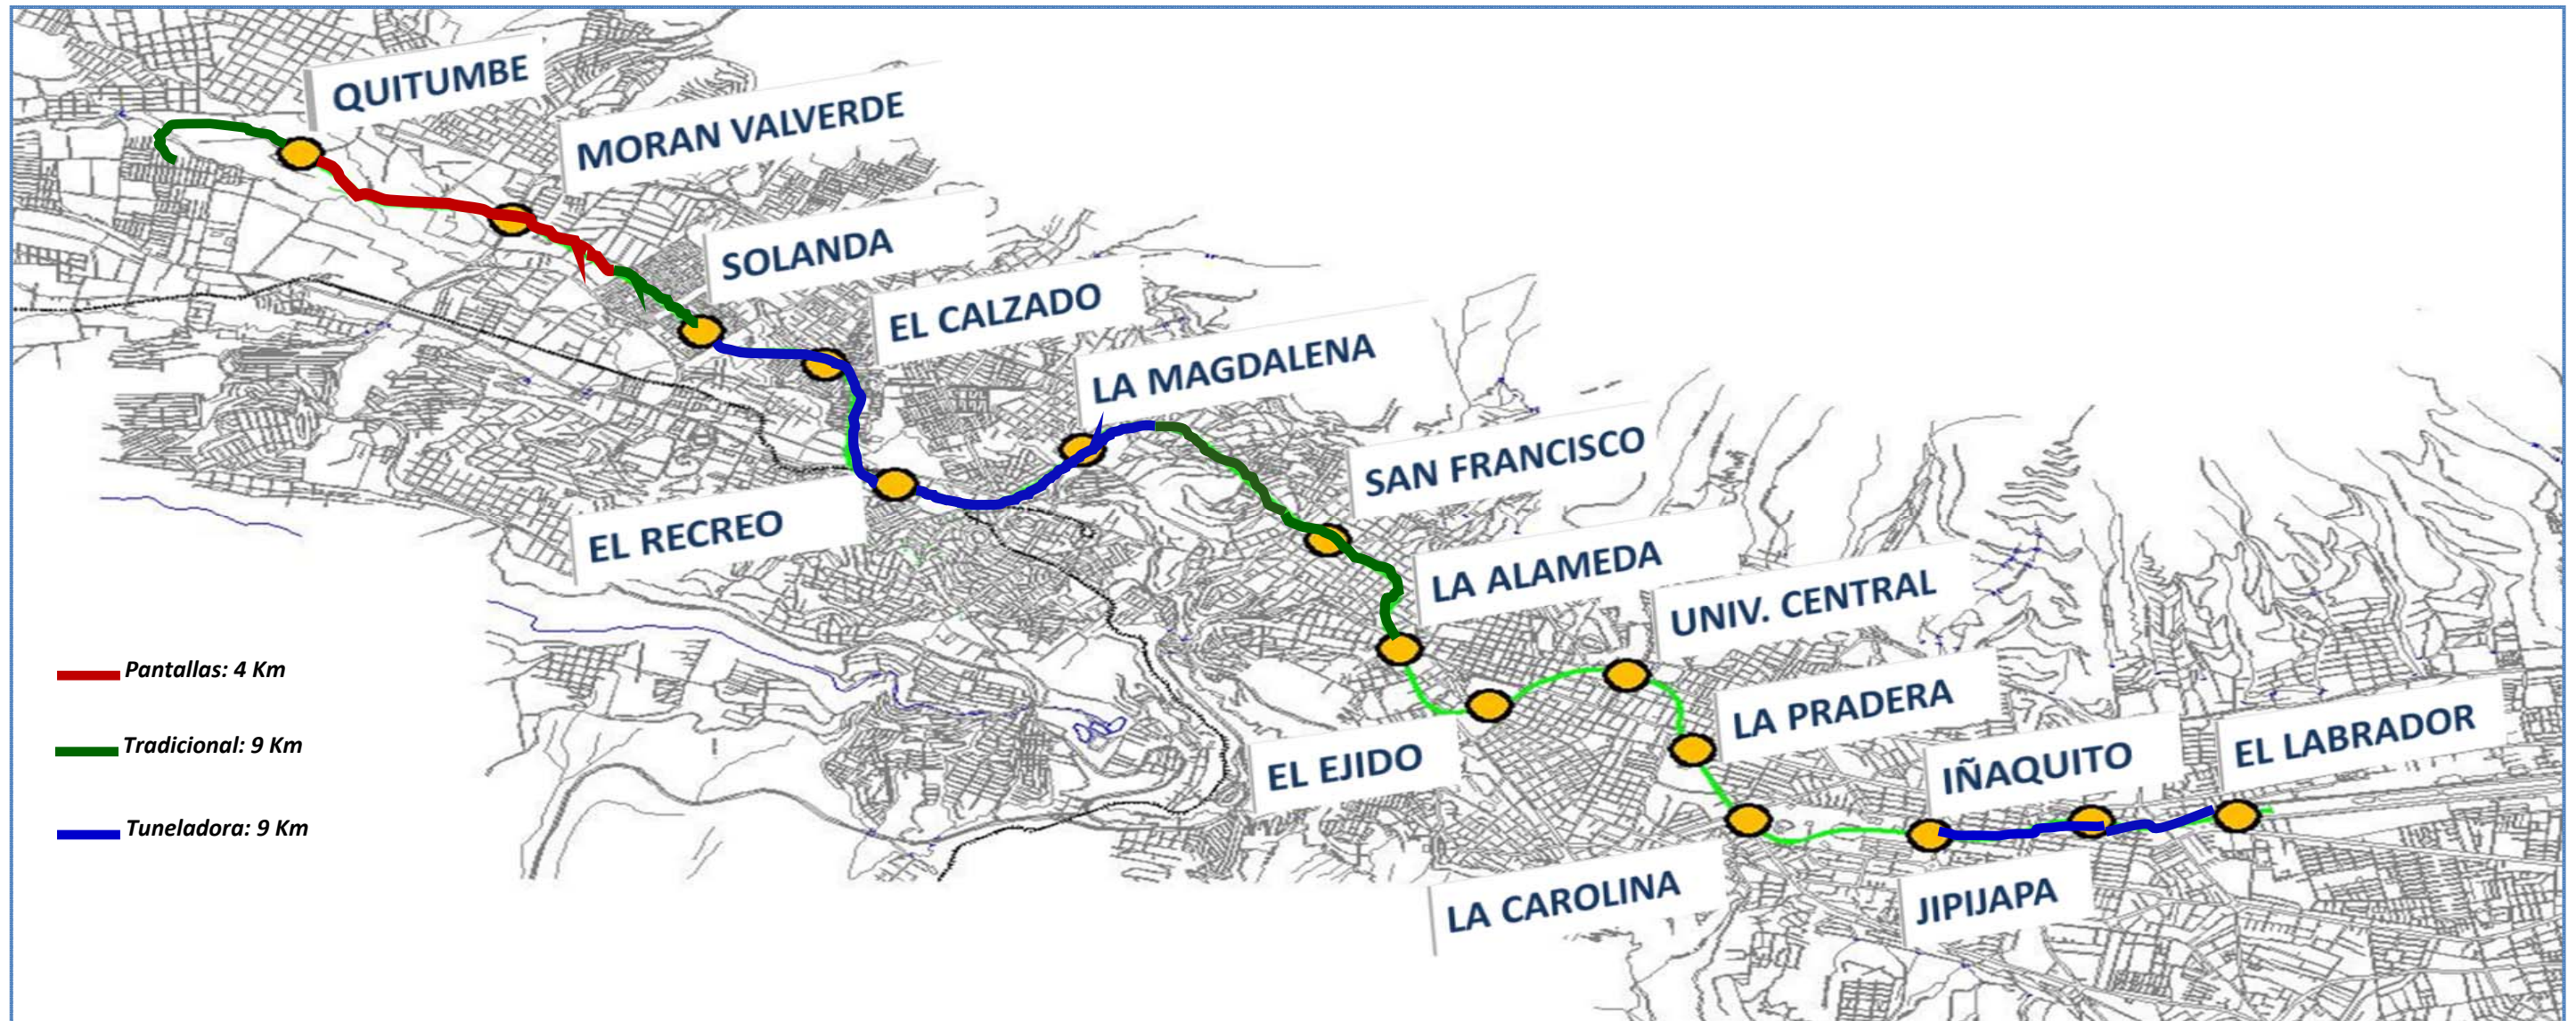 QUITUMBE
MORAN VALVERDE
SOLANDA
EL CALZADO
LA MAGDALENA
SAN FRANCISCO
EL RECREO
LA ALAMEDA
UNIV. CENTRAL
Pantallas: 4 Km
LA PRADERA
EL LABRADOR
Tradicional: 9 Km
EL EJIDO
IÑAQUITO
Tuneladora: 9 Km
LA CAROLINA
JIPIJAPA